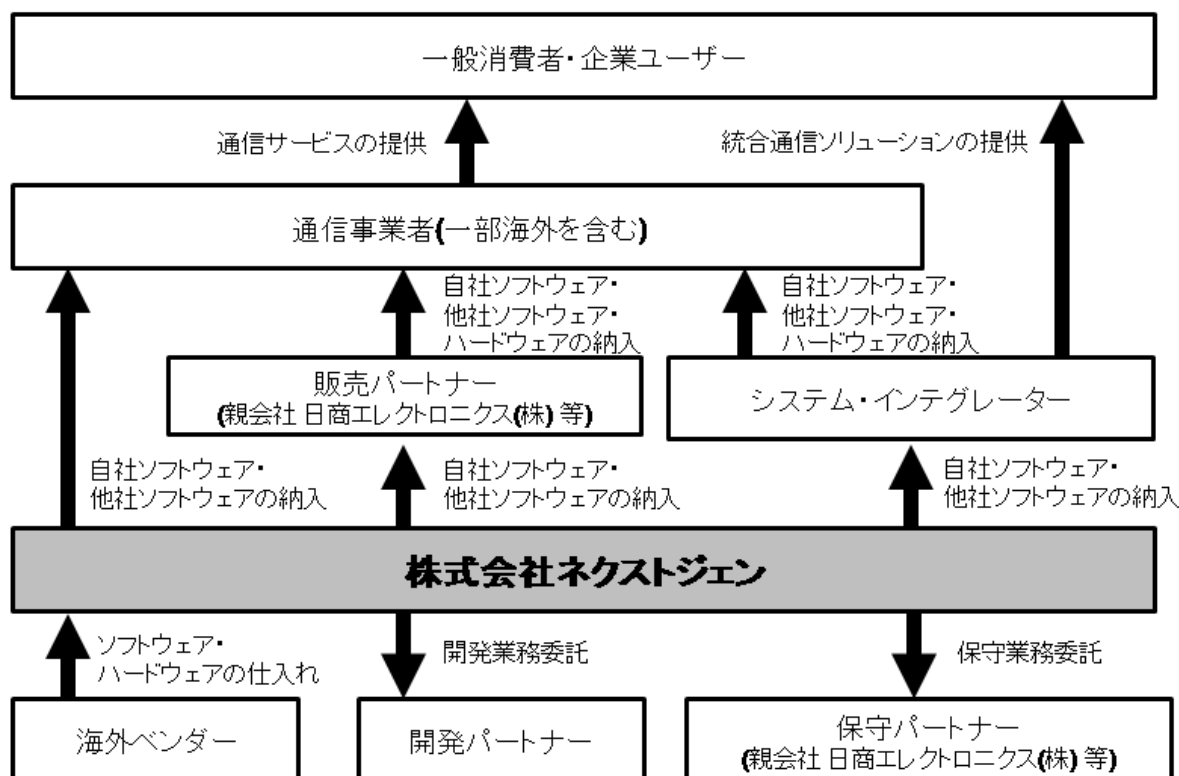 一般消費者・企業ユーザー
通信サービスの提供
統合通信ソリューションの提供
通信事業者(一部海外を含む)
自社ソフトウェア・
他社ソフトウェア・
ハードウェアの納入
自社ソフトウェア・
他社ソフトウェア・
ハードウェアの納入
販売パートナー
(親会社 日商エレクトロニクス(株) 等)
システム・インテグレーター
自社ソフトウェア・
他社ソフトウェアの納入
自社ソフトウェア・
他社ソフトウェアの納入
自社ソフトウェア・
他社ソフトウェアの納入
株式会社ネクストジェン
ソフトウェア・
ハードウェアの仕入れ
開発業務委託
保守業務委託
海外ベンダー
開発パートナー
保守パートナー
(親会社 日商エレクトロニクス(株) 等)